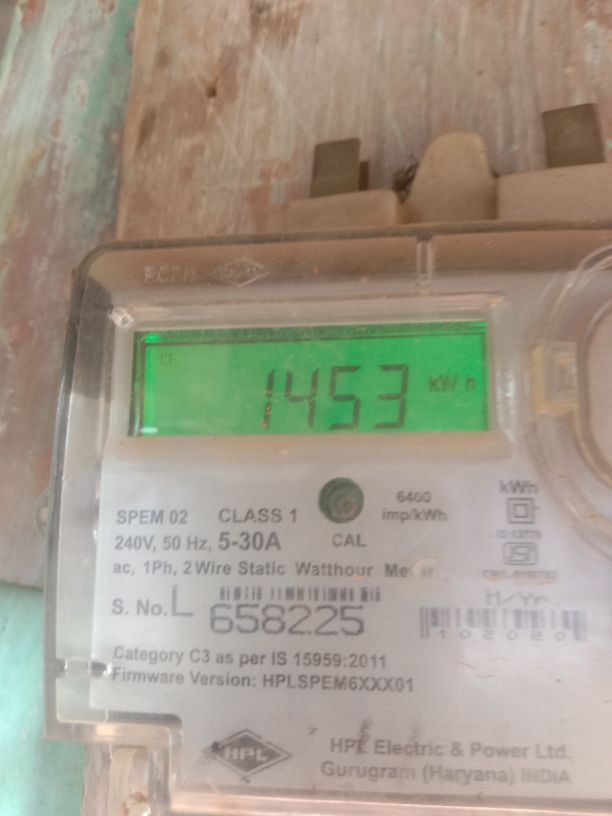 1453 kWh
SPEM 02 CLASS 1
240V, 50 Hz, 5-30A
CAL
6400
imp/kWh
kWh
ac, 1Ph, 2 Wire Static Watthour
S. No. L 658225
M/Yr.
102020
Category C3 as per IS 15959:2011
Firmware Version: HPLSPEM6XXX01
HPL
HPL Electric & Power Ltd.
Gurugram (Haryana) INDIA